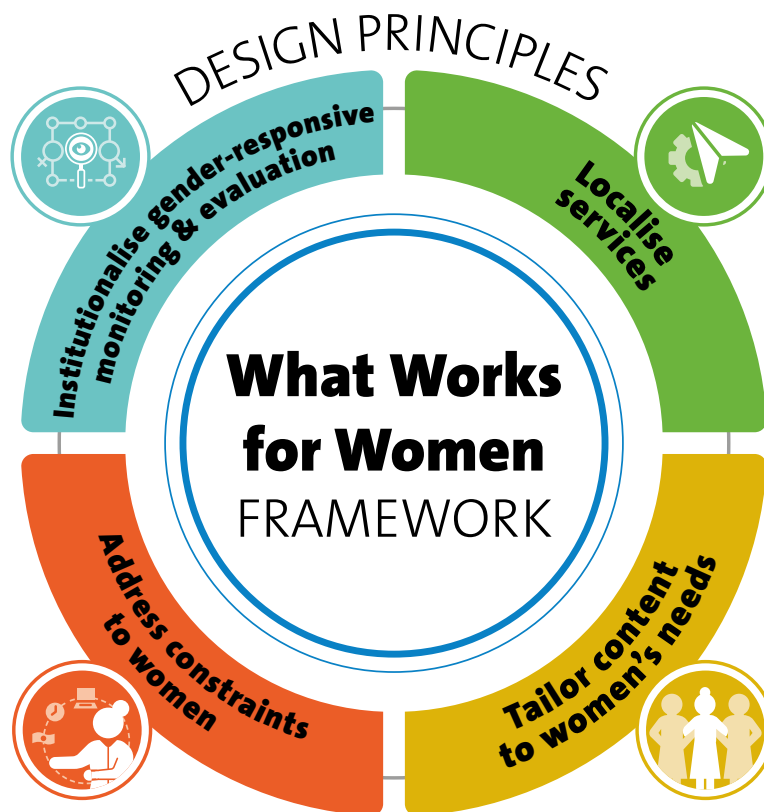 DESIGN PRINCIPLES
Institutionalise gender-responsive
monitoring & evaluation
Localise
services
What Works
for Women
FRAMEWORK
Address constraints
to women
Tailor content
to women's needs